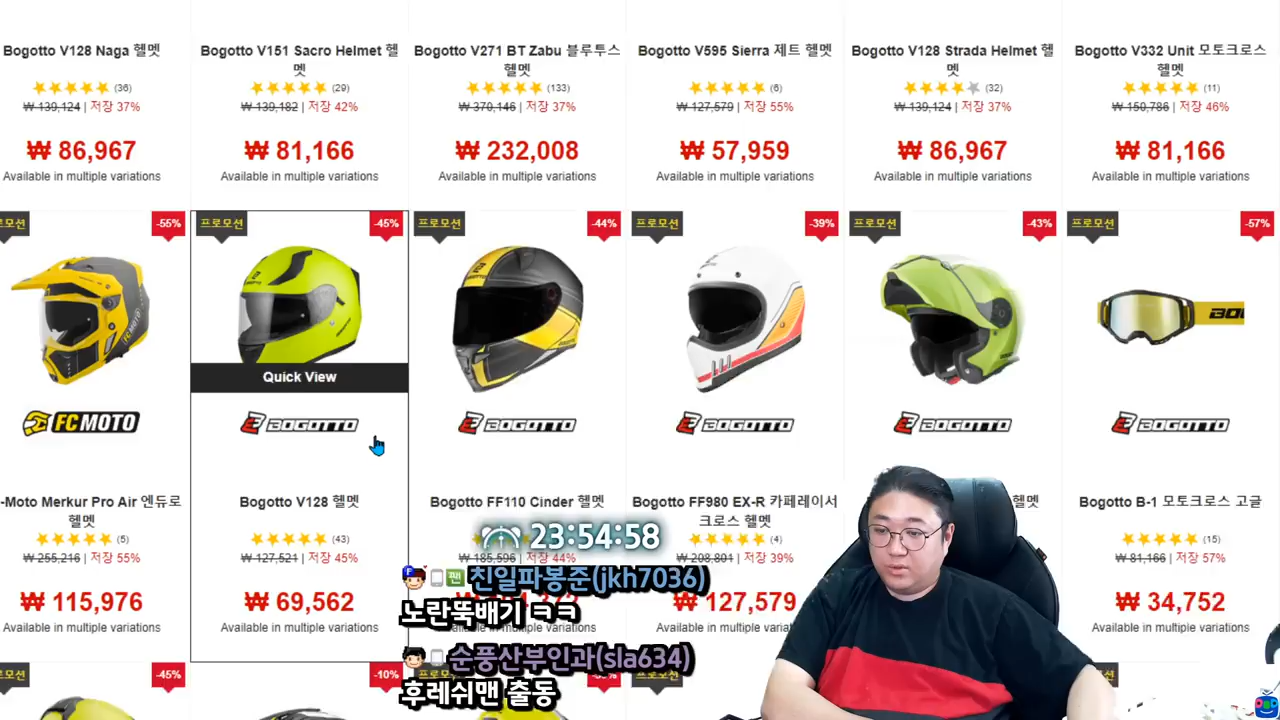 Bogotto V128 Naga 헬멧
(36)
₩ 139,124 | 저장 37%
₩ 86,967
Available in multiple variations
Bogotto V151 Sacro Helmet 헬
멧
(29)
₩ 139,182 | 저장 42%
₩ 81,166
Available in multiple variations
Bogotto V271 BT Zabu 블루투스
헬멧
(133)
₩ 370,146 | 저장 37%
₩ 232,008
Available in multiple variations
Bogotto V595 Sierra 제트 헬멧
(6)
₩ 127,579 | 저장 55%
₩ 57,959
Available in multiple variations
Bogotto V128 Strada Helmet 헬
멧
(32)
₩ 139,124 | 저장 37%
₩ 86,967
Available in multiple variations
Bogotto V332 Unit 모토크로스
헬멧
(11)
₩ 150,786 | 저장 46%
₩ 81,166
Available in multiple variations
로모션
-55%
FC MOTO
-Moto Merkur Pro Air 엔듀로
헬멧
(5)
₩ 255,216 | 저장 55%
₩ 115,976
Available in multiple variations
프로모션
-45%
Quick View
BOGOTTO
Bogotto V128 헬멧
(43)
₩ 127,521 | 저장 45%
₩ 69,562
Available in multiple variations
프로모션
-44%
BOGOTTO
Bogotto FF110 Cinder 헬멧
₩ 185,596 | 저장 44%
프로모션
-39%
BOGOTTO
Bogotto FF980 EX-R 카페레이서
크로스 헬멧
(4)
₩ 208,801 | 저장 39%
₩ 127,579
Available in multiple
프로모션
-43%
BOGOTTO
헬멧
프로모션
-57%
BOGOTTO
Bogotto B-1 모토크로스 고글
(15)
₩ 81,166 | 저장 57%
₩ 34,752
Available in multiple variations
23:54:58
팬 친일파봉준(jkh7036)
노란뚝배기 ㅋㅋ
순풍산부인과(sla634)
후레쉬맨 출동
-45%
프로모션
-10%